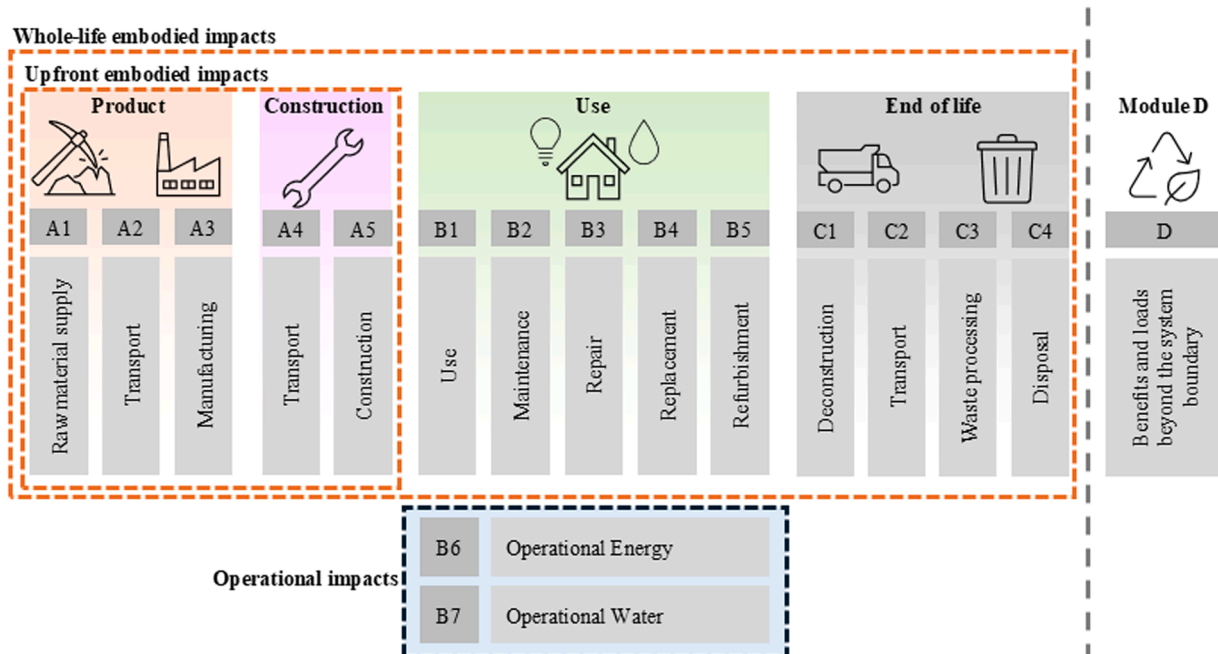 Whole-life embodied impacts
Upfront embodied impacts
Product
Construction
Use
End of life
Module D
A1
A2
A3
A4
A5
B1
B2
B3
B4
B5
C1
C2
C3
C4
D
Raw material supply
Transport
Manufacturing
Transport
Construction
Use
Maintenance
Repair
Replacement
Refurbishment
Deconstruction
Transport
Waste processing
Disposal
Benefits and loads
beyond the system
boundary
Operational impacts
B6
Operational Energy
B7
Operational Water